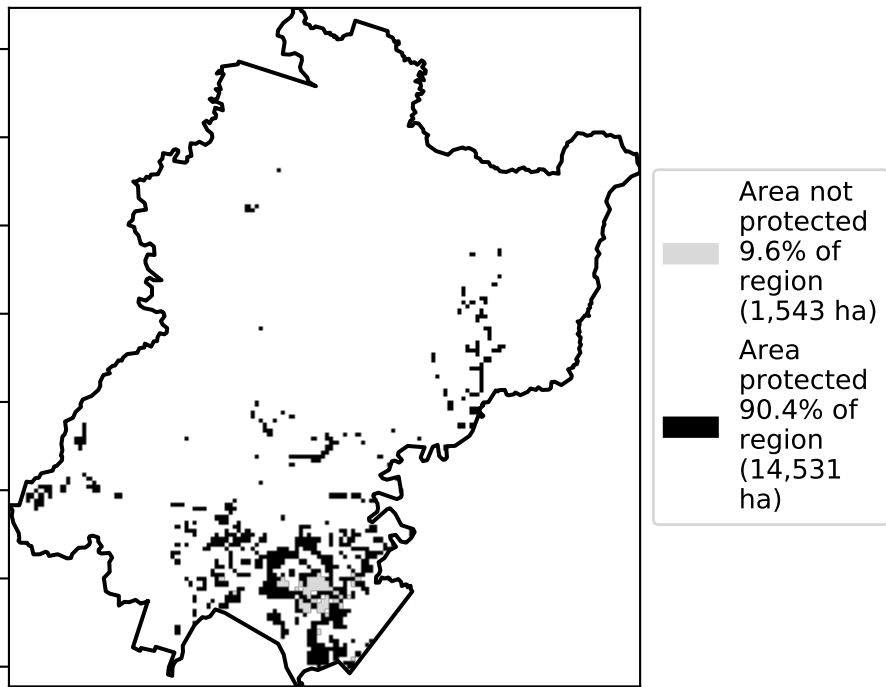 Area not
protected
9.6% of
region
(1,543 ha)
Area
protected
90.4% of
region
(14,531
ha)